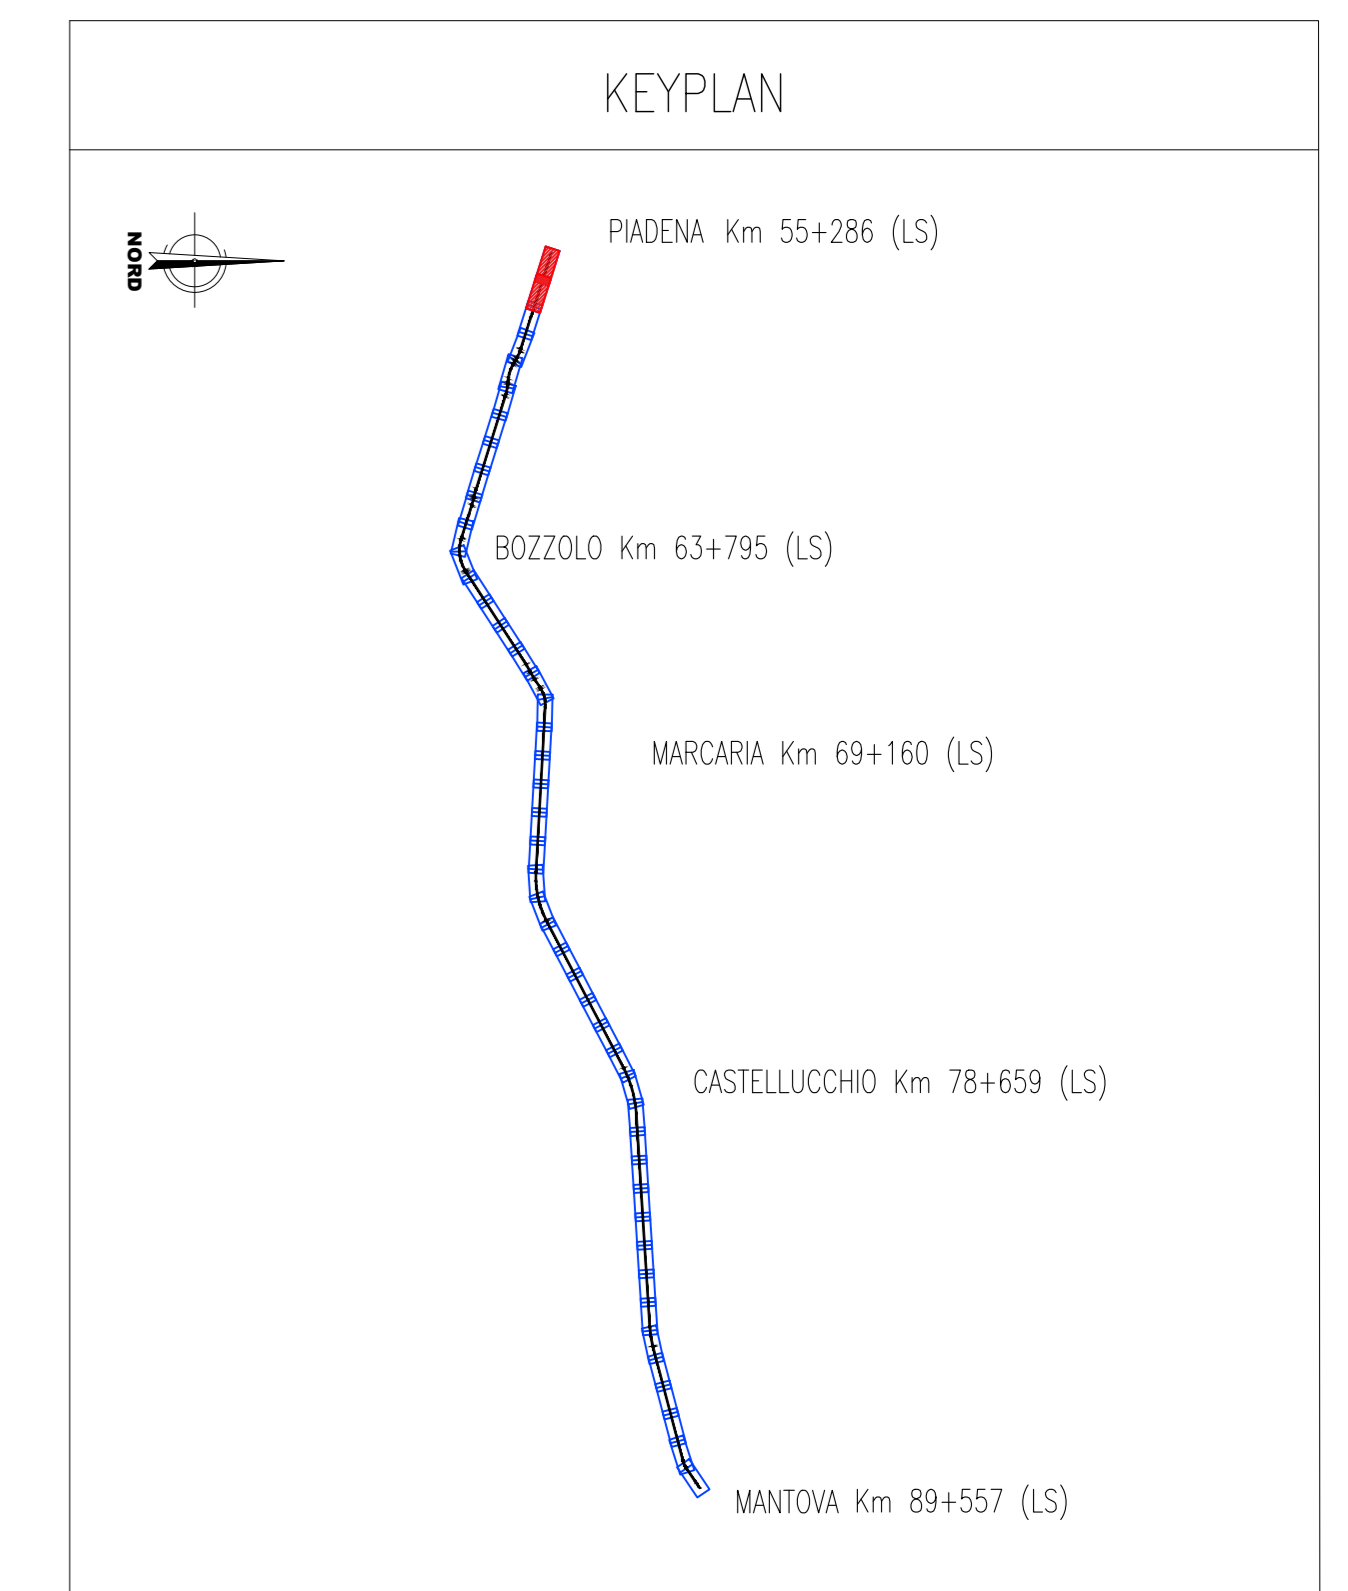 KEYPLAN
NORD
PIADENA Km 55+286 (LS)
BOZZOLO Km 63+795 (LS)
MARCARIA Km 69+160 (LS)
CASTELLUCCHIO Km 78+659 (LS)
MANTOVA Km 89+557 (LS)